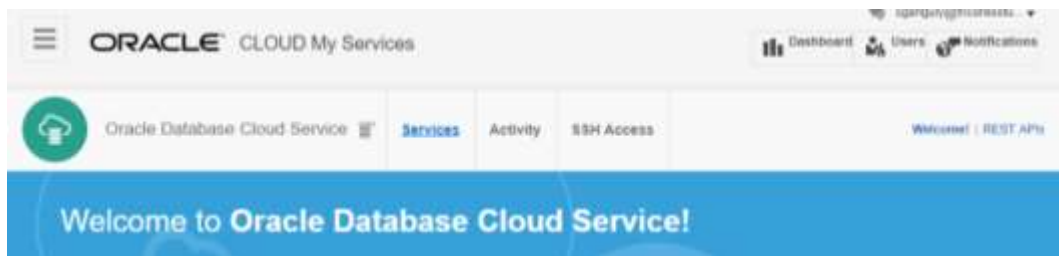 ORACLE CLOUD My Services
Dashboard Users Notifications
Oracle Database Cloud Service Services Activity SSH Access Welcome! | REST APIs
Welcome to Oracle Database Cloud Service!